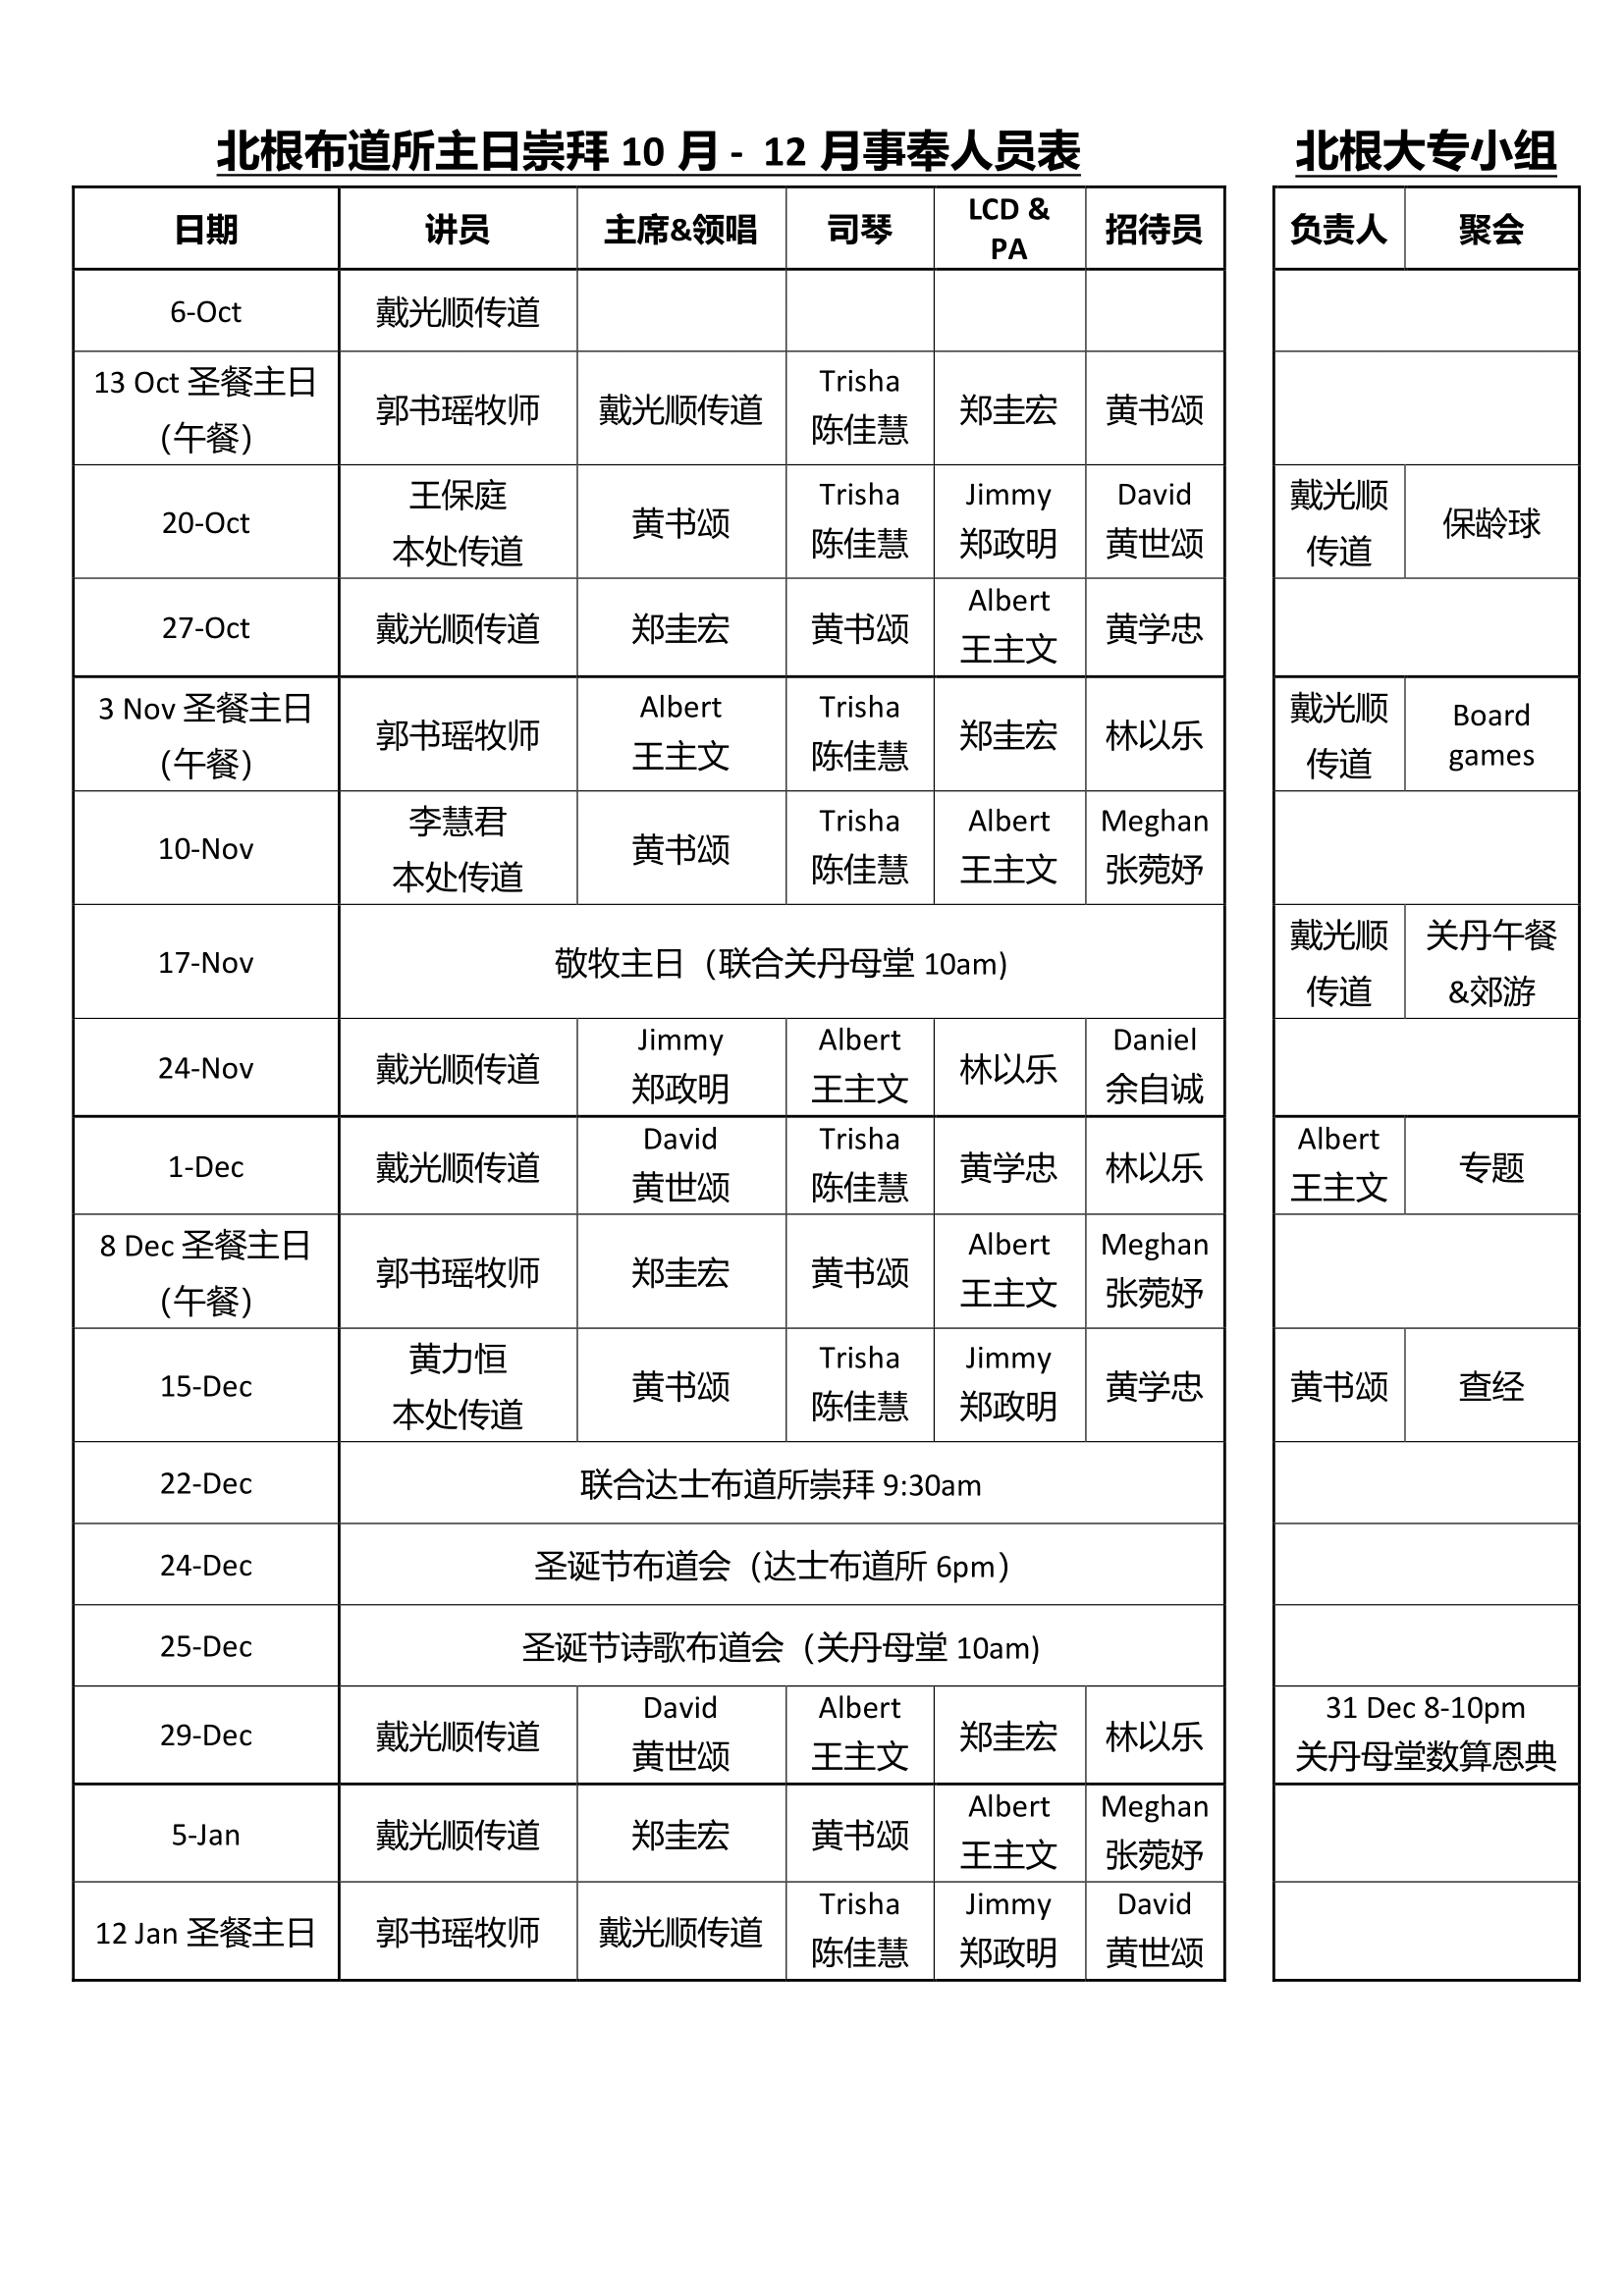 北根布道所主日崇拜 10 月 - 12 月事奉人员表
北根大专小组
日期 讲员 主席&领唱 司琴 LCD & PA 招待员 负责人 聚会
6-Oct 戴光顺传道
13 Oct 圣餐主日
（午餐）
郭书瑶牧师 戴光顺传道
Trisha
陈佳慧
郑圭宏 黄书颂
20-Oct
王保庭
本处传道
黄书颂
Trisha
陈佳慧
Jimmy
郑政明
David
黄世颂
戴光顺
传道
保龄球
27-Oct 戴光顺传道 郑圭宏 黄书颂
Albert
王主文
黄学忠
3 Nov 圣餐主日
（午餐）
郭书瑶牧师
Albert
王主文
Trisha
陈佳慧
郑圭宏 林以乐
戴光顺
传道
Board
games
10-Nov
李慧君
本处传道
黄书颂
Trisha
陈佳慧
Albert
王主文
Meghan
张菀妤
17-Nov 敬牧主日（联合关丹母堂 10am)
戴光顺
传道
关丹午餐
&郊游
24-Nov 戴光顺传道
Jimmy
郑政明
Albert
王主文
林以乐
Daniel
余自诚
1-Dec 戴光顺传道
David
黄世颂
Trisha
陈佳慧
黄学忠 林以乐
Albert
王主文
专题
8 Dec 圣餐主日
（午餐）
郭书瑶牧师 郑圭宏 黄书颂
Albert
王主文
Meghan
张菀妤
15-Dec
黄力恒
本处传道
黄书颂
Trisha
陈佳慧
Jimmy
郑政明
黄学忠 黄书颂 查经
22-Dec 联合达士布道所崇拜 9:30am
24-Dec 圣诞节布道会（达士布道所 6pm）
25-Dec 圣诞节诗歌布道会（关丹母堂 10am)
29-Dec 戴光顺传道
David
黄世颂
Albert
王主文
郑圭宏 林以乐
31 Dec 8-10pm
关丹母堂数算恩典
5-Jan 戴光顺传道 郑圭宏 黄书颂
Albert
王主文
Meghan
张菀妤
12 Jan 圣餐主日 郭书瑶牧师 戴光顺传道
Trisha
陈佳慧
Jimmy
郑政明
David
黄世颂